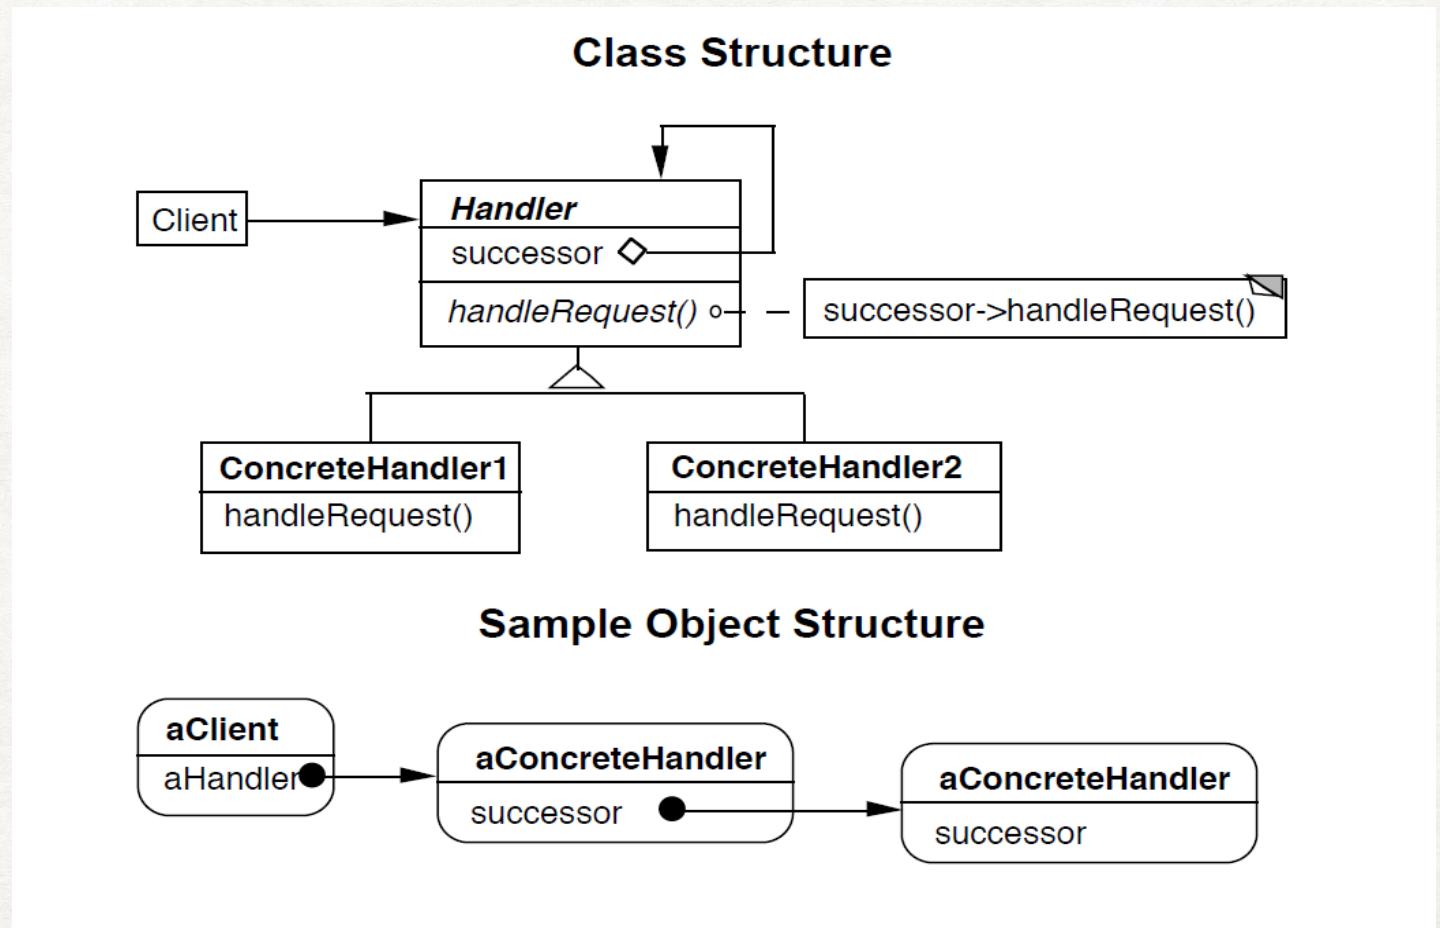 Class Structure
Client
Handler
successor
handleRequest()
successor->handleRequest()
ConcreteHandler1
handleRequest()
ConcreteHandler2
handleRequest()
Sample Object Structure
aClient
aHandler
aConcreteHandler
successor
aConcreteHandler
successor